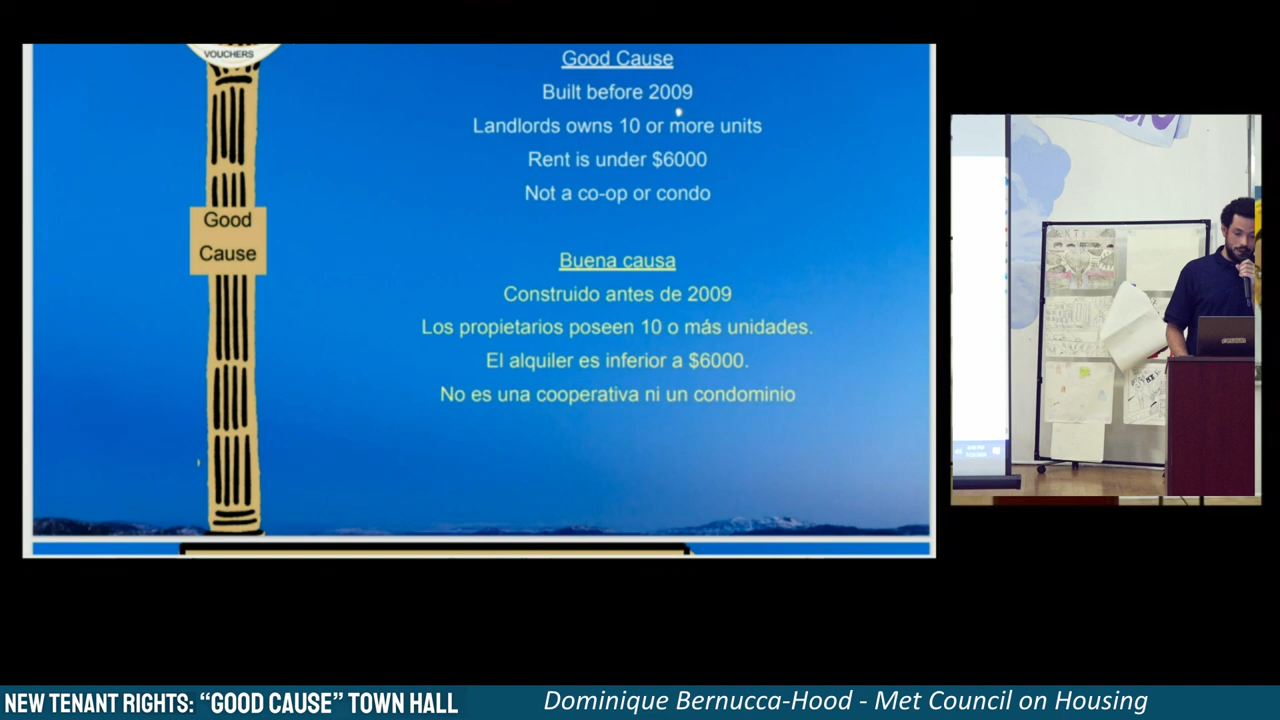 VOUCHERS
Good
Cause
Good Cause
Built before 2009
Landlords owns 10 or more units
Rent is under $6000
Not a co-op or condo
Buena causa
Construido antes de 2009
Los propietarios poseen 10 o más unidades.
El alquiler es inferior a $6000.
No es una cooperativa ni un condominio
NEW TENANT RIGHTS: “GOOD CAUSE” TOWN HALL
Dominique Bernucca-Hood - Met Council on Housing